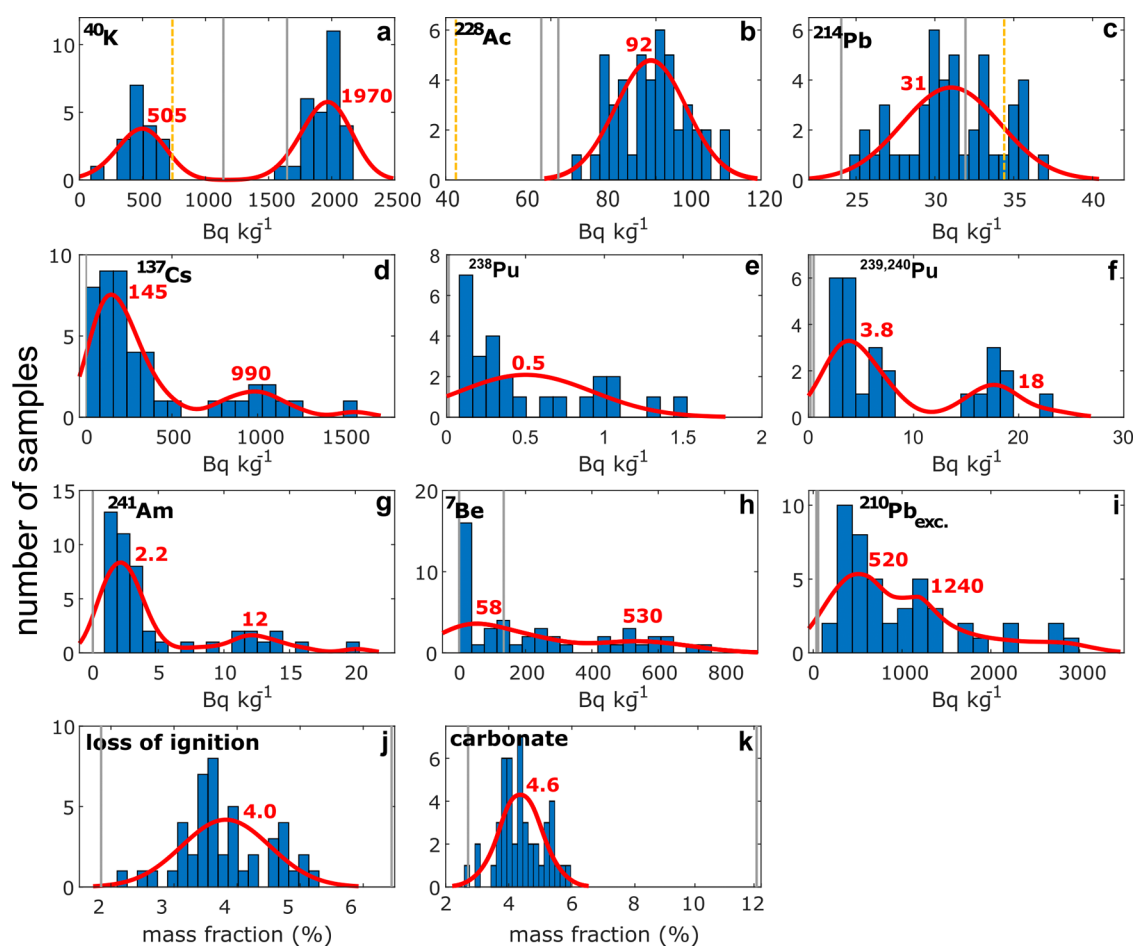 number of samples
⁴⁰K
a
505
1970
10
5
0
0 500 1000 1500 2000 2500
Bq kg⁻¹
²²⁸Ac
b
92
6
4
2
0
40 60 80 100 120
Bq kg⁻¹
²¹⁴Pb
c
31
6
4
2
0
25 30 35 40
Bq kg⁻¹
¹³⁷Cs
d
145
990
10
5
0
0 500 1000 1500
Bq kg⁻¹
²³⁸Pu
e
0.5
8
6
4
2
0
0 0.5 1 1.5 2
Bq kg⁻¹
²³⁹,²⁴⁰Pu
f
3.8
18
6
4
2
0
0 10 20 30
Bq kg⁻¹
²⁴¹Am
g
2.2
12
15
10
5
0
0 5 10 15 20
Bq kg⁻¹
⁷Be
h
58
530
20
10
0
0 200 400 600 800
Bq kg⁻¹
²¹⁰Pb exc.
i
520
1240
10
5
0
0 1000 2000 3000
Bq kg⁻¹
loss of ignition
j
4.0
10
5
0
2 3 4 5 6
mass fraction (%)
carbonate
k
4.6
6
4
2
0
2 4 6 8 10 12
mass fraction (%)